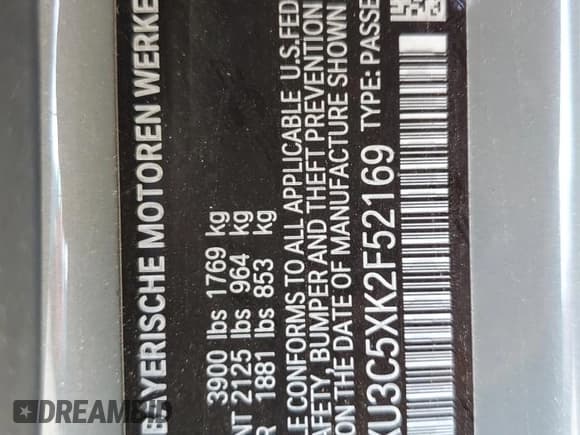 BAYERISCHE MOTOREN WERKE
3900 lbs 1769 kg
NT 2125 lbs 964 kg
R 1881 lbs 853 kg
LE CONFORMS TO ALL APPLICABLE U.S.FED
AFETY, BUMPER AND THEFT PREVENTION
ON THE DATE OF MANUFACTURE SHOWN
U3C5XK2F52169 TYPE: PASSE
DREAMBID